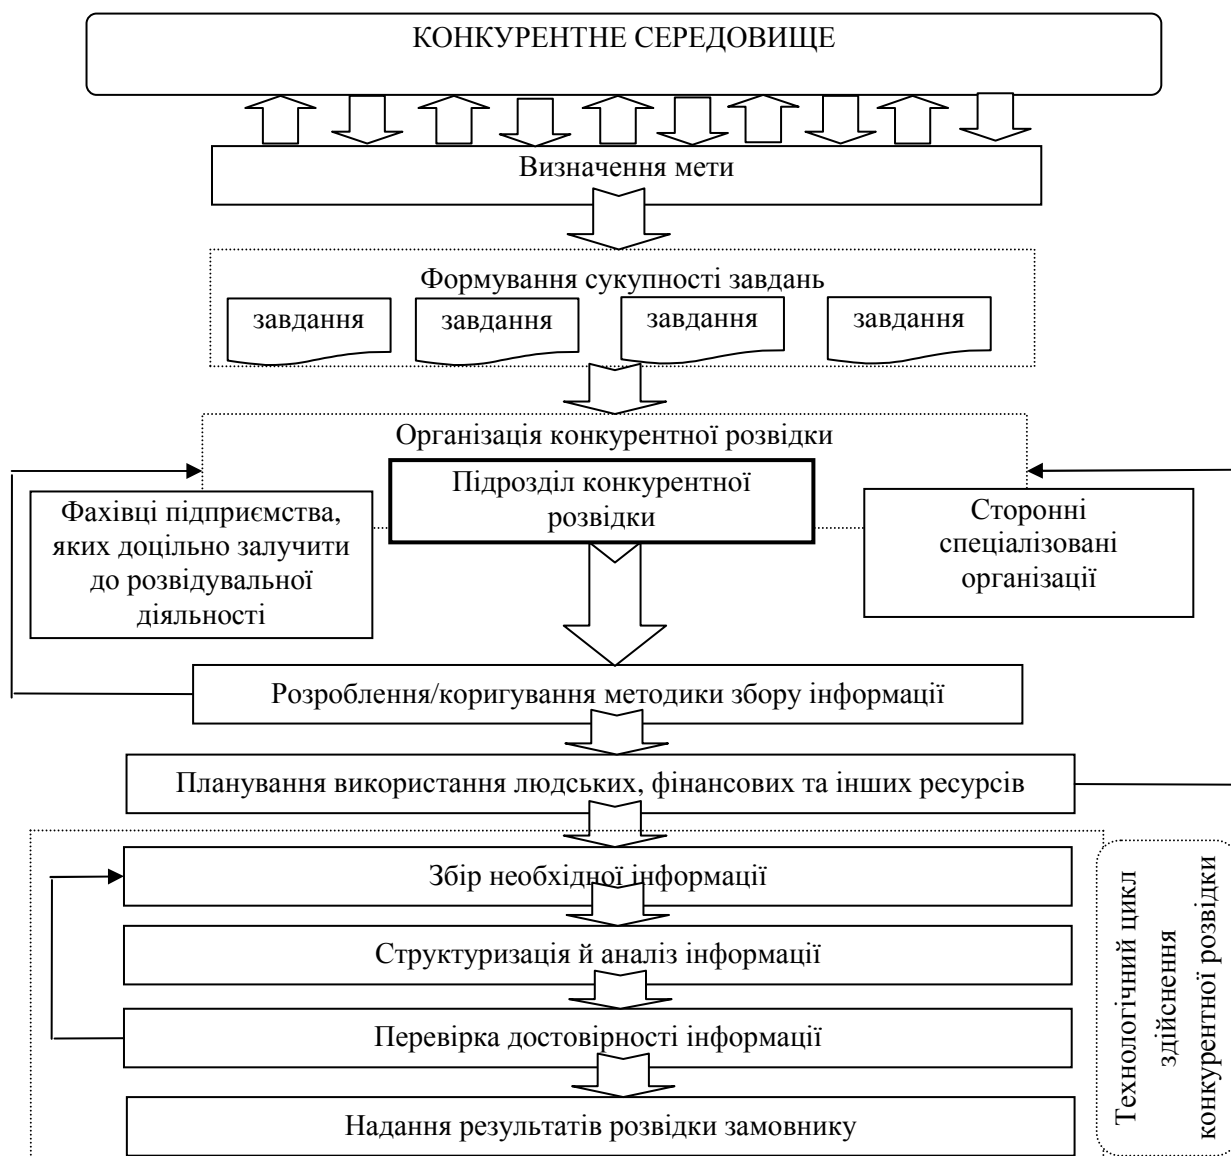 КОНКУРЕНТНЕ СЕРЕДОВИЩЕ
Визначення мети
Формування сукупності завдань
завдання
завдання
завдання
завдання
Організація конкурентної розвідки
Підрозділ конкурентної
розвідки
Фахівці підприємства,
яких доцільно залучити
до розвідувальної
діяльності
Сторонні
спеціалізовані
організації
Розроблення/коригування методики збору інформації
Планування використання людських, фінансових та інших ресурсів
Збір необхідної інформації
Структуризація й аналіз інформації
Перевірка достовірності інформації
Надання результатів розвідки замовнику
Технологічний цикл
здійснення
конкурентної розвідки